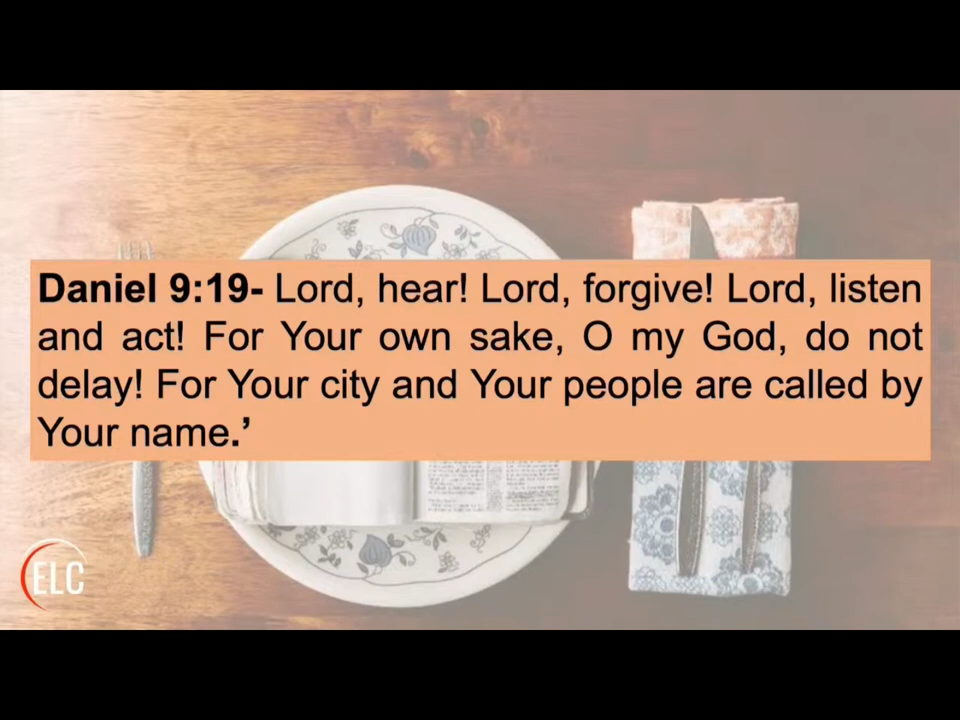 Daniel 9:19- Lord, hear! Lord, forgive! Lord, listen
and act! For Your own sake, O my God, do not
delay! For Your city and Your people are called by
Your name.’
ELC